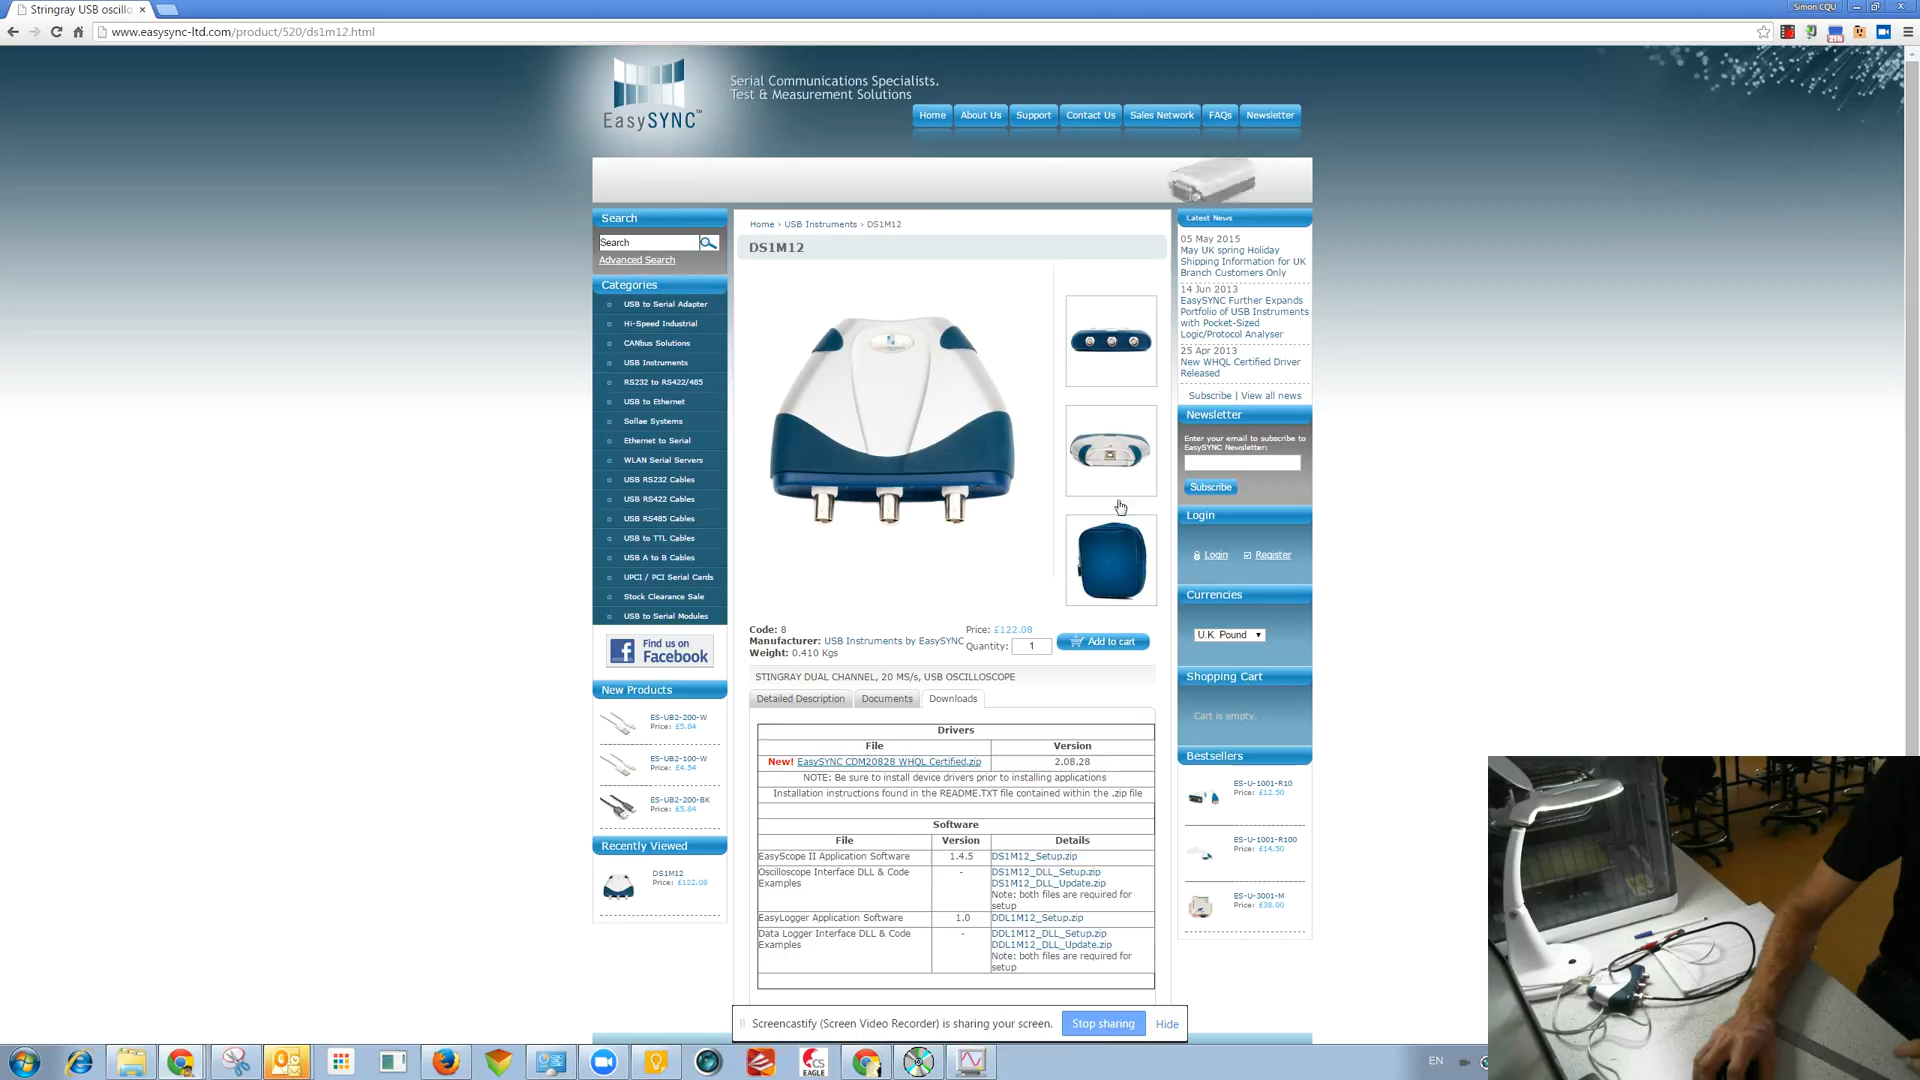 Stringray USB oscillo
Simon CQU
www.easysync-ltd.com/product/520/ds1m12.html
EasySYNC™
Serial Communications Specialists.
Test & Measurement Solutions
Home
About Us
Support
Contact Us
Sales Network
FAQs
Newsletter
Search
Search
Advanced Search
Categories
USB to Serial Adapter
Hi-Speed Industrial
CANbus Solutions
USB Instruments
RS232 to RS422/485
USB to Ethernet
Sollae Systems
Ethernet to Serial
WLAN Serial Servers
USB RS232 Cables
USB RS422 Cables
USB RS485 Cables
USB to TTL Cables
USB A to B Cables
UPCI / PCI Serial Cards
Stock Clearance Sale
USB to Serial Modules
Find us on
Facebook
New Products
ES-UB2-200-W
Price: £5.84
ES-UB2-100-W
Price: £4.54
ES-UB2-200-BK
Price: £5.84
Recently Viewed
DS1M12
Price: £122.08
Home › USB Instruments › DS1M12
DS1M12
Code: 8
Manufacturer: USB Instruments by EasySYNC
Weight: 0.410 Kgs
Price: £122.08
Quantity: 1
Add to cart
STINGRAY DUAL CHANNEL, 20 MS/s, USB OSCILLOSCOPE
Detailed Description
Documents
Downloads
Drivers
File Version
New! EasySYNC CDM20828 WHQL Certified.zip 2.08.28
NOTE: Be sure to install device drivers prior to installing applications
Installation instructions found in the README.TXT file contained within the .zip file
Software
File Version Details
EasyScope II Application Software 1.4.5 DS1M12_Setup.zip
Oscilloscope Interface DLL & Code - DS1M12_DLL_Setup.zip
Examples DS1M12_DLL_Update.zip
Note: both files are required for
setup
EasyLogger Application Software 1.0 DDL1M12_Setup.zip
Data Logger Interface DLL & Code - DDL1M12_DLL_Setup.zip
Examples DDL1M12_DLL_Update.zip
Note: both files are required for
setup
Latest News
05 May 2015
May UK spring Holiday
Shipping Information for UK
Branch Customers Only
14 Jun 2013
EasySYNC Further Expands
Portfolio of USB Instruments
with Pocket-Sized
Logic/Protocol Analyser
25 Apr 2013
New WHQL Certified Driver
Released
Subscribe | View all news
Newsletter
Enter your email to subscribe to
EasySYNC Newsletter:
Subscribe
Login
Login Register
Currencies
U.K. Pound
Shopping Cart
Cart is empty.
Bestsellers
ES-U-1001-R10
Price: £12.50
ES-U-1001-R100
Price: £14.50
ES-U-3001-M
Price: £38.00
Screencastify (Screen Video Recorder) is sharing your screen.
Stop sharing
Hide
CS
EAGLE
EN